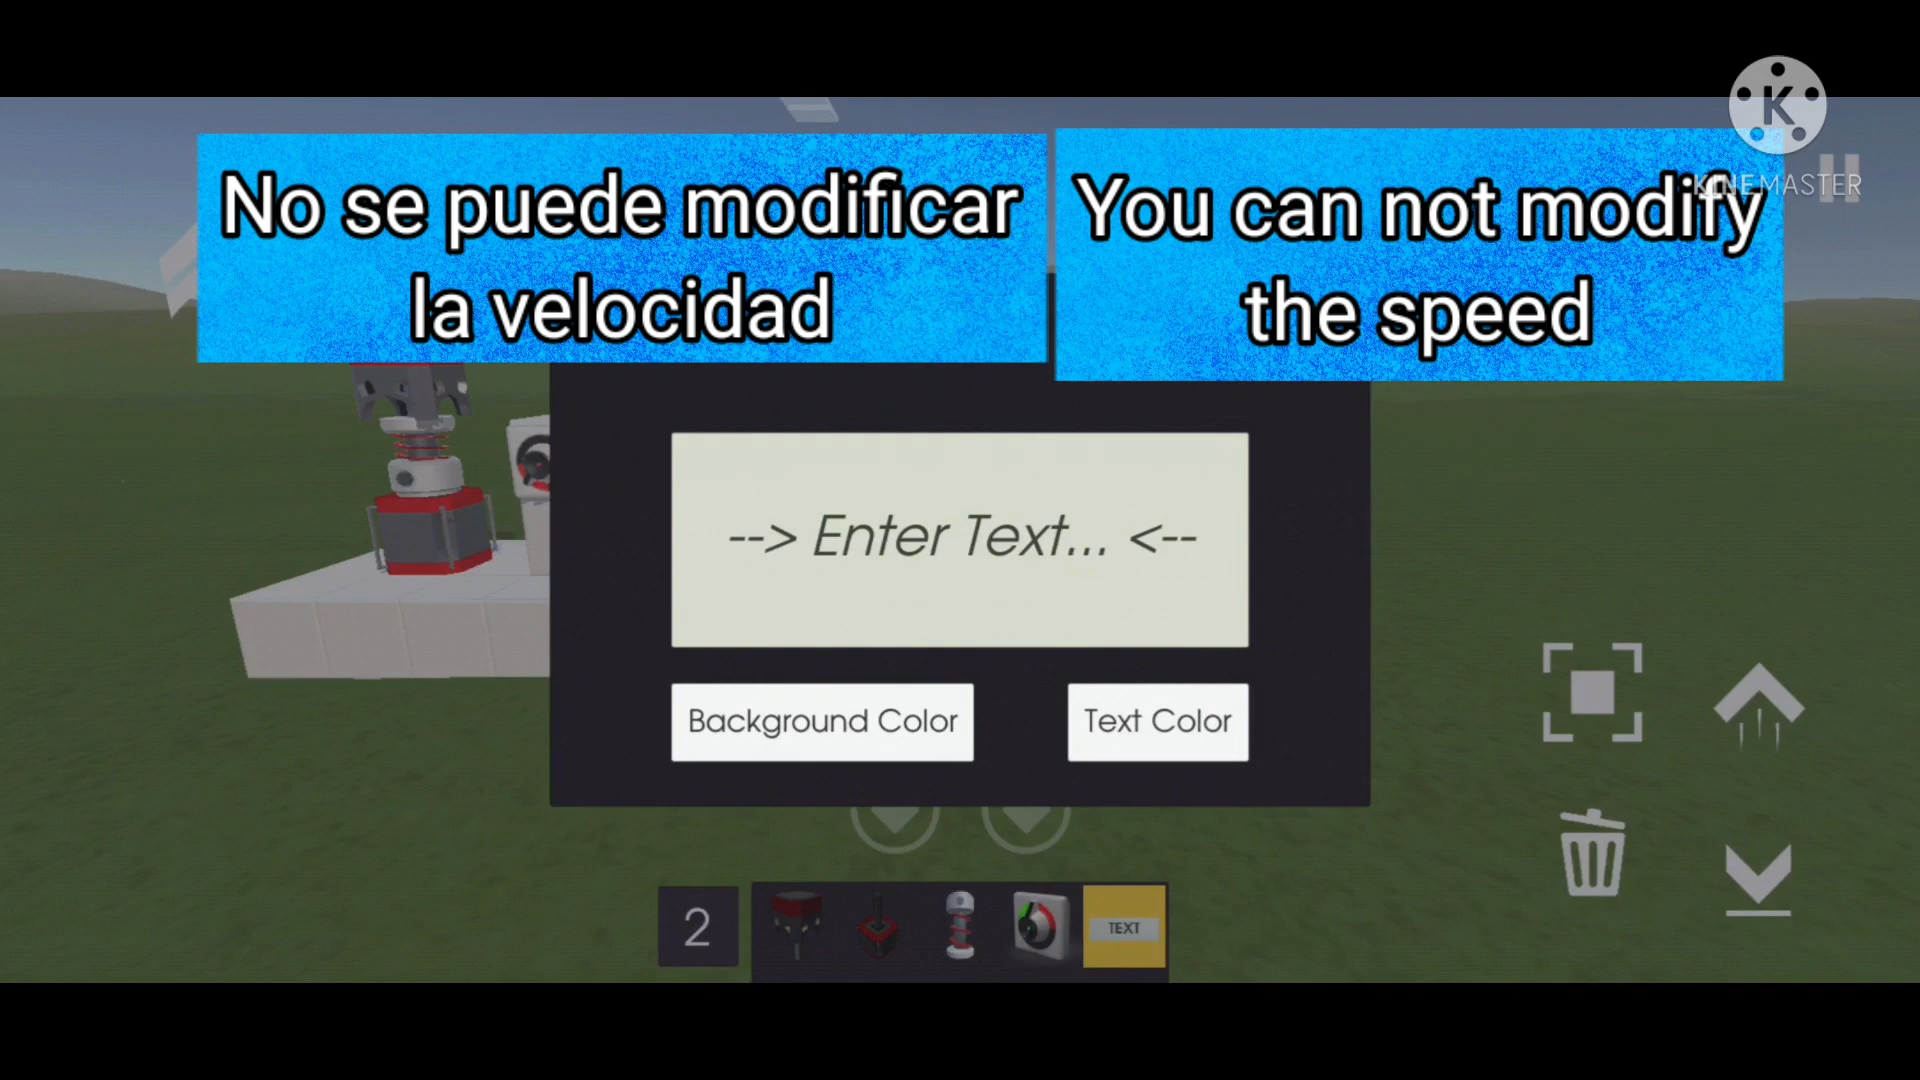 K
KINEMASTER
No se puede modificar
la velocidad
You can not modify
the speed
--> Enter Text... <--
Background Color
Text Color
2
TEXT